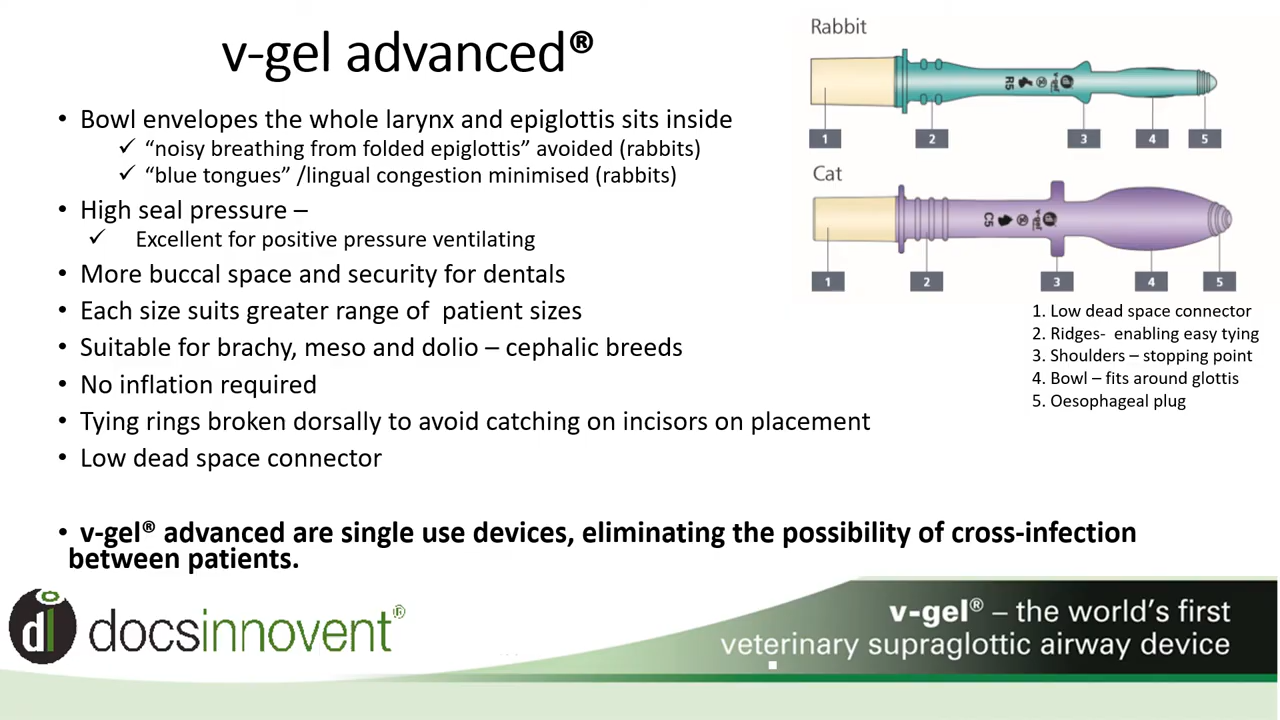 v-gel advanced®
• Bowl envelopes the whole larynx and epiglottis sits inside
✓ “noisy breathing from folded epiglottis” avoided (rabbits)
✓ “blue tongues” /lingual congestion minimised (rabbits)
• High seal pressure –
✓ Excellent for positive pressure ventilating
• More buccal space and security for dentals
• Each size suits greater range of patient sizes
• Suitable for brachy, meso and dolio – cephalic breeds
• No inflation required
• Tying rings broken dorsally to avoid catching on incisors on placement
• Low dead space connector
• v-gel® advanced are single use devices, eliminating the possibility of cross-infection
between patients.
Rabbit
R5 v-gel
1 2 3 4 5
Cat
C5 v-gel
1 2 3 4 5
1. Low dead space connector
2. Ridges- enabling easy tying
3. Shoulders – stopping point
4. Bowl – fits around glottis
5. Oesophageal plug
di docsinnovent®
v-gel® – the world’s first
veterinary supraglottic airway device